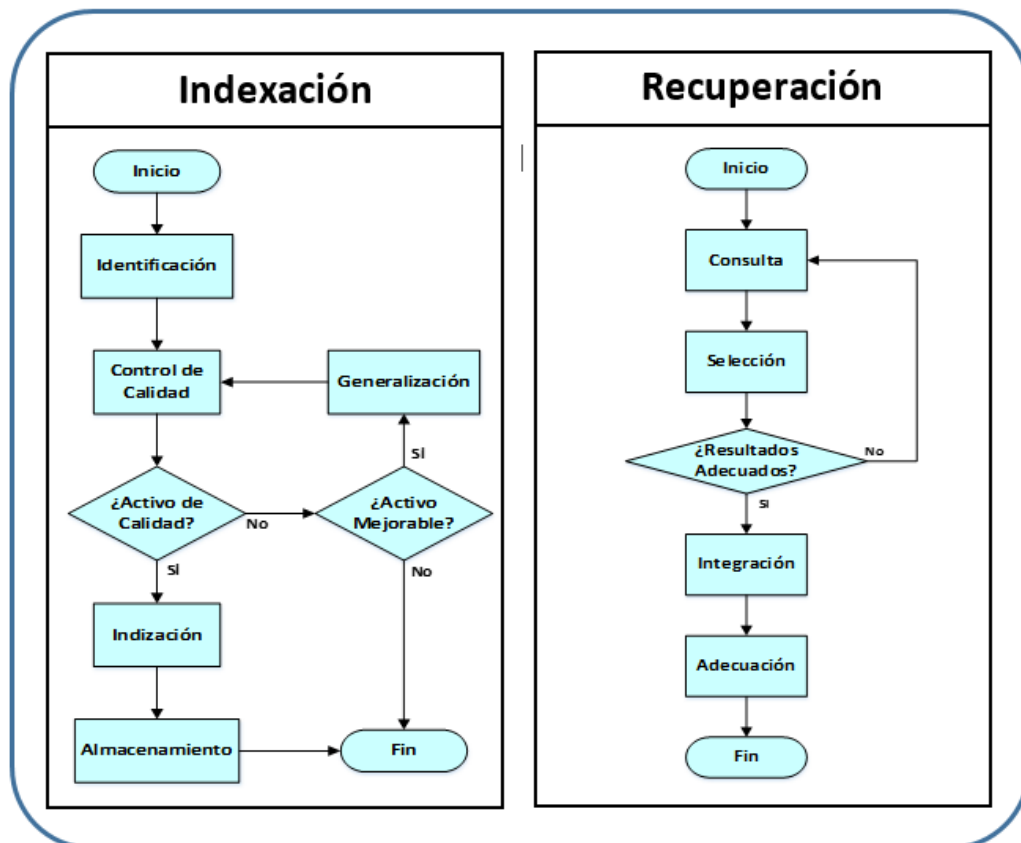 Indexación
Inicio
Identificación
Control de
Calidad
Generalización
SÍ
¿Activo de
Calidad?
No
¿Activo
Mejorable?
SÍ
No
Indización
Almacenamiento
Fin
Recuperación
Inicio
Consulta
Selección
¿Resultados
Adecuados?
No
Sí
Integración
Adecuación
Fin